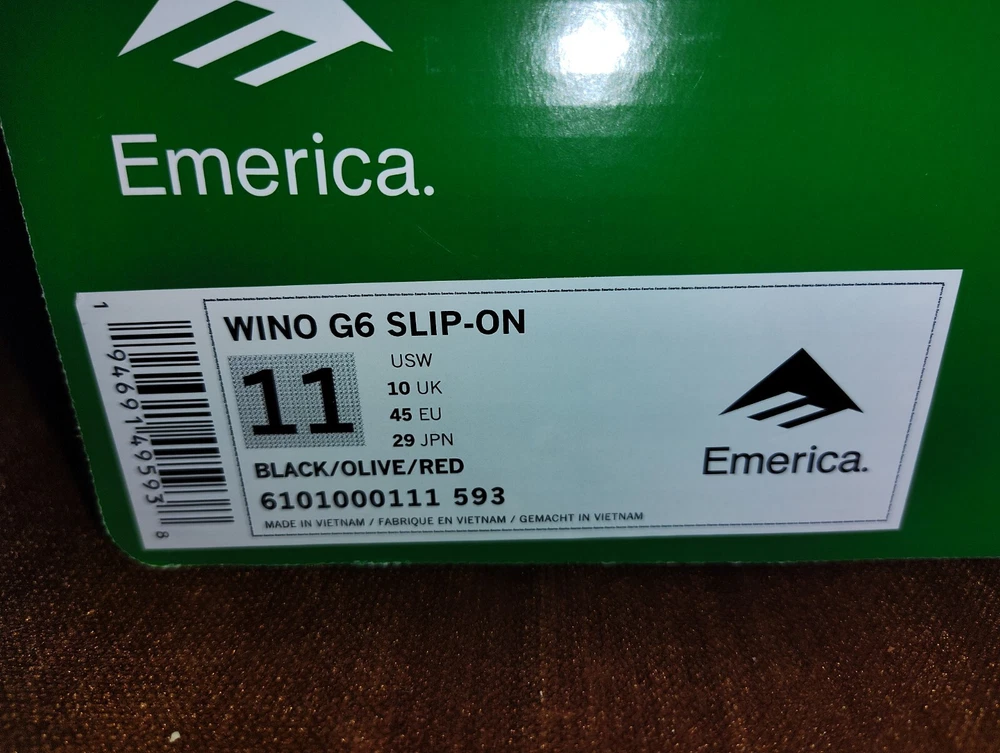 Emerica.
WINO G6 SLIP-ON
11
USW
10 UK
45 EU
29 JPN
BLACK/OLIVE/RED
6101000111 593
MADE IN VIETNAM / FABRIQUE EN VIETNAM / GEMACHT IN VIETNAM
Emerica.
1 94691 49593 8